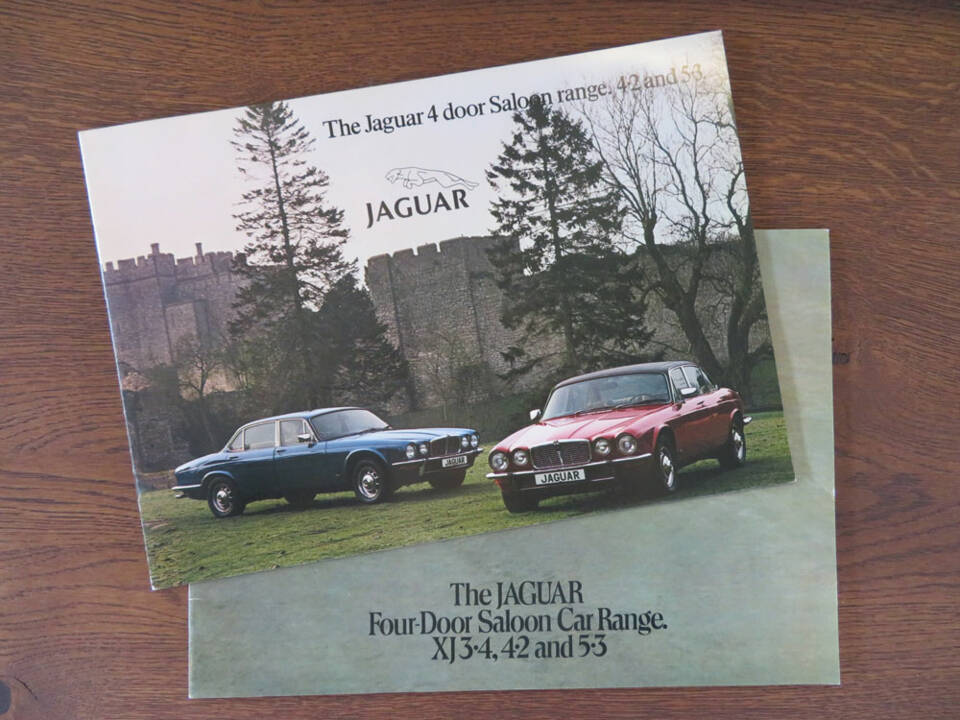 The Jaguar 4 door Saloon range. 4·2 and 5·3.
JAGUAR
JAGUAR
JAGUAR
The JAGUAR
Four-Door Saloon Car Range.
XJ 3·4, 4·2 and 5·3